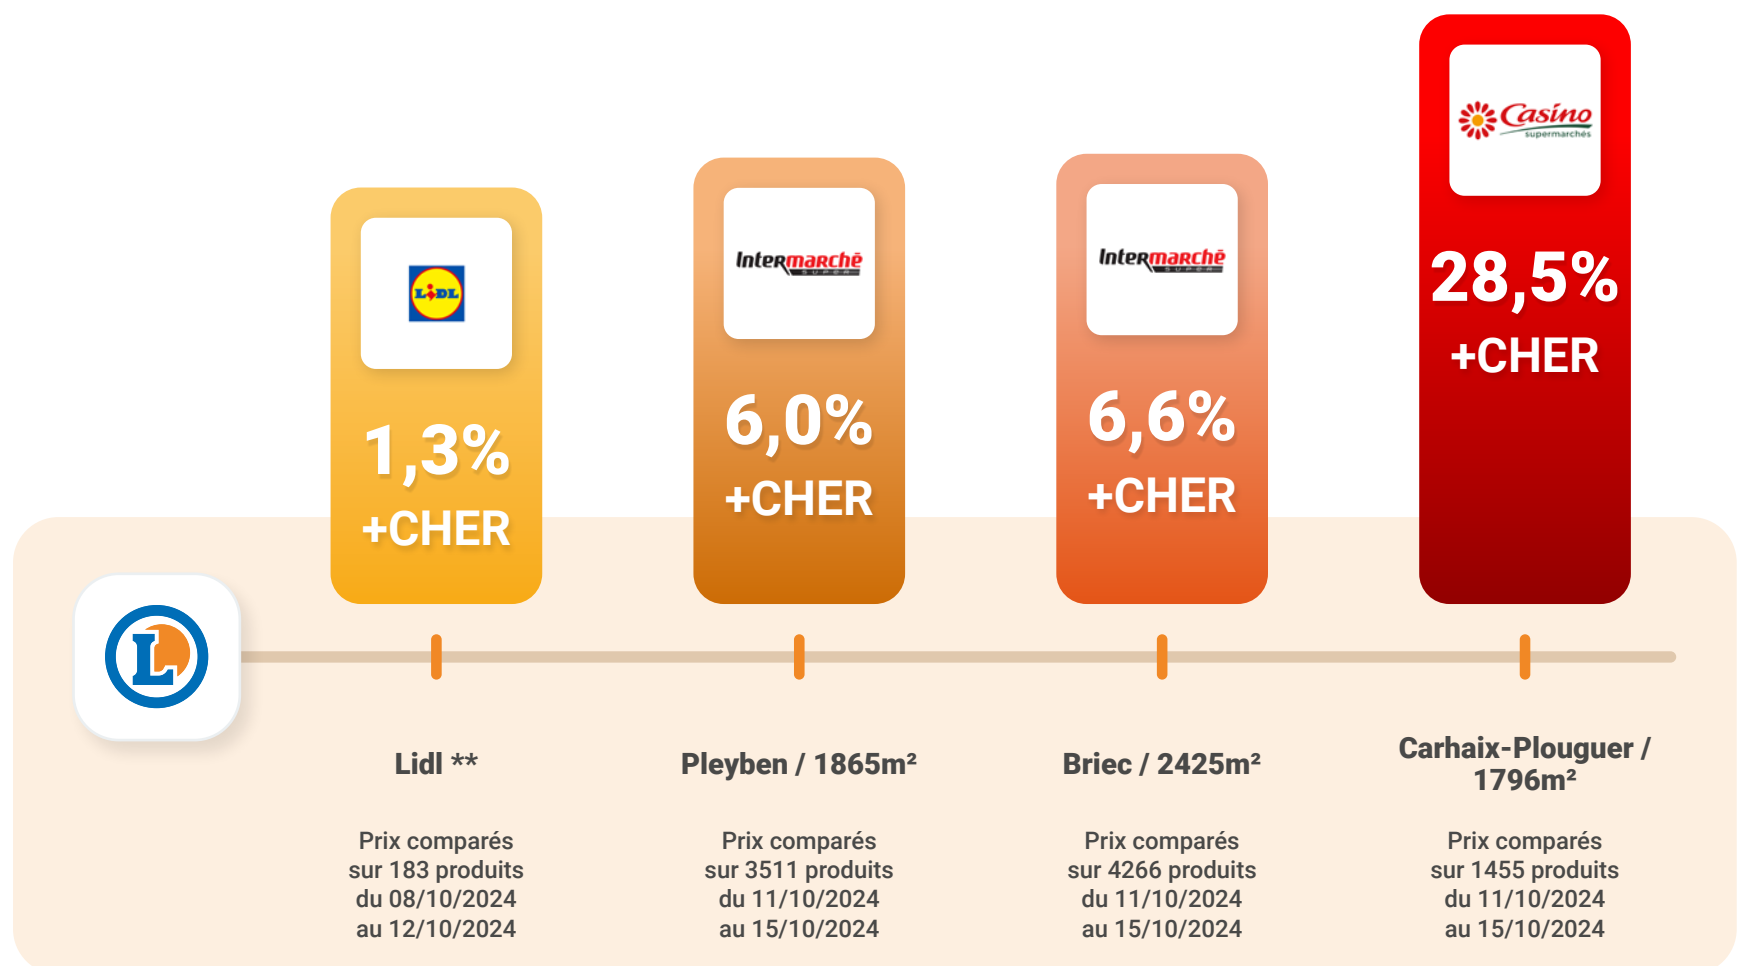 LIDL
1,3%
+CHER
Intermarchē
SUPER
6,0%
+CHER
Intermarchē
SUPER
6,6%
+CHER
Casino
supermarchés
28,5%
+CHER
L
Lidl **
Prix comparés
sur 183 produits
du 08/10/2024
au 12/10/2024
Pleyben / 1865m²
Prix comparés
sur 3511 produits
du 11/10/2024
au 15/10/2024
Briec / 2425m²
Prix comparés
sur 4266 produits
du 11/10/2024
au 15/10/2024
Carhaix-Plouguer /
1796m²
Prix comparés
sur 1455 produits
du 11/10/2024
au 15/10/2024